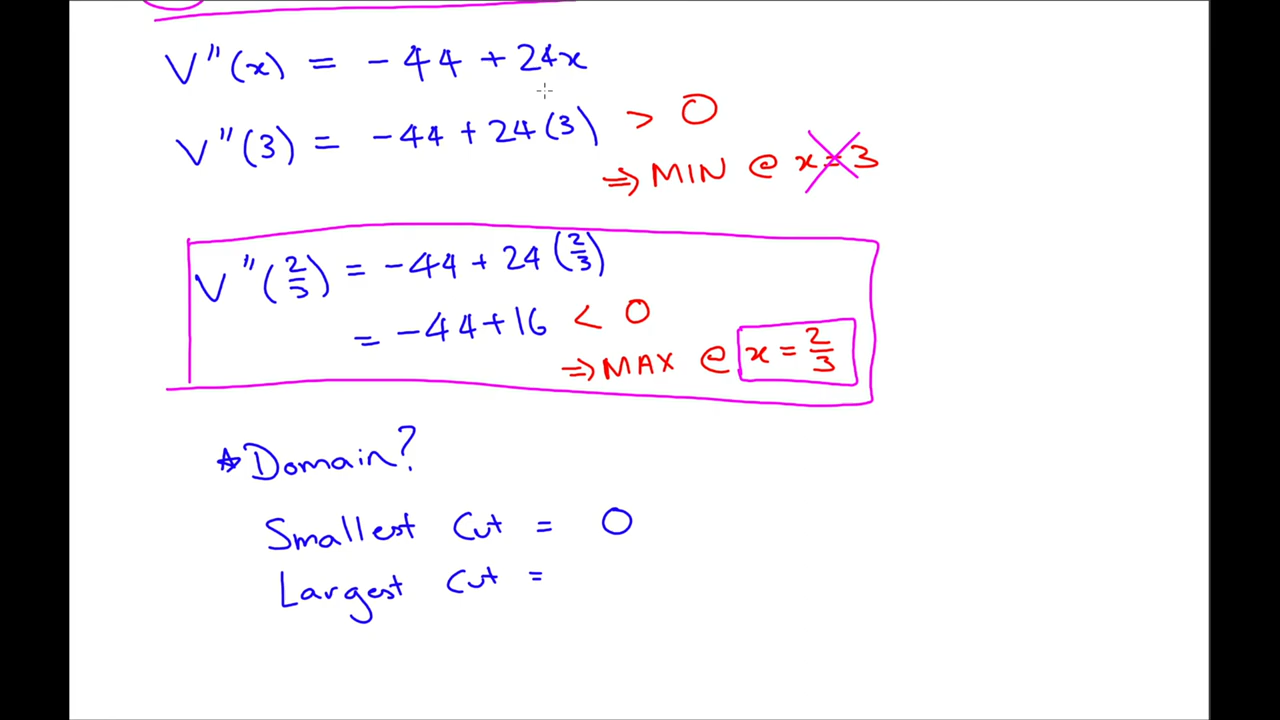 V''(x) = -44 + 24x
V''(3) = -44 + 24(3) > 0
⇒ MIN @ x=3
V''(2/3) = -44 + 24(2/3)
= -44+16 < 0
⇒ MAX @ x = 2/3
☆ Domain?
Smallest Cut = 0
Largest Cut =